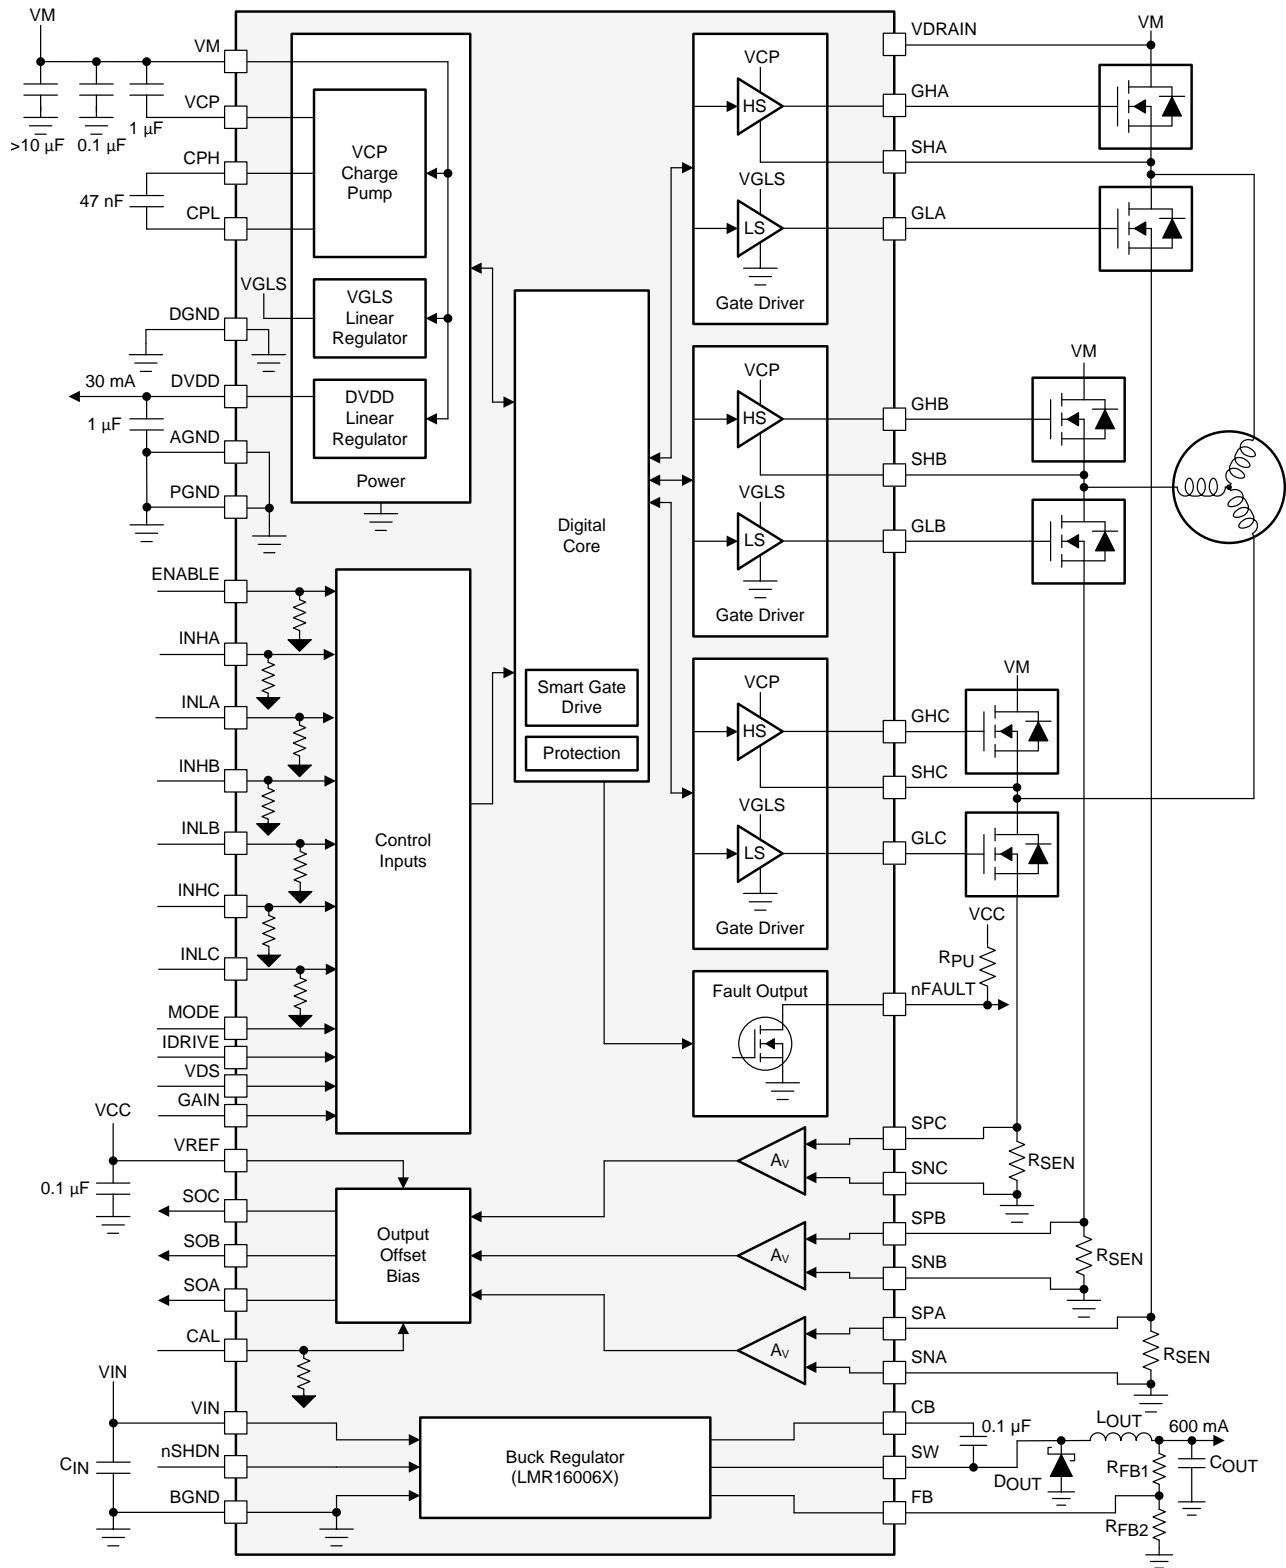 VM
VM
>10 µF
0.1 µF
1 µF
VCP
CPH
47 nF
CPL
VCP
Charge
Pump
VGLS
VGLS
Linear
Regulator
DGND
30 mA
DVDD
1 µF
DVDD
Linear
Regulator
AGND
PGND
Power
ENABLE
INHA
INLA
INHB
INLB
INHC
INLC
MODE
IDRIVE
VDS
GAIN
Control
Inputs
Digital
Core
Smart Gate
Drive
Protection
VCP
HS
VGLS
LS
Gate Driver
VCP
HS
VGLS
LS
Gate Driver
VCP
HS
VGLS
LS
Gate Driver
Fault Output
VDRAIN
VM
GHA
SHA
GLA
VM
GHB
SHB
GLB
VM
GHC
SHC
GLC
VCC
RPU
nFAULT
VCC
VREF
0.1 µF
SOC
SOB
SOA
CAL
Output
Offset
Bias
AV
AV
AV
SPC
SNC
RSEN
SPB
SNB
RSEN
SPA
SNA
RSEN
VIN
VIN
CIN
nSHDN
BGND
Buck Regulator
(LMR16006X)
CB
0.1 µF
SW
FB
DOUT
LOUT
600 mA
RFB1
COUT
RFB2